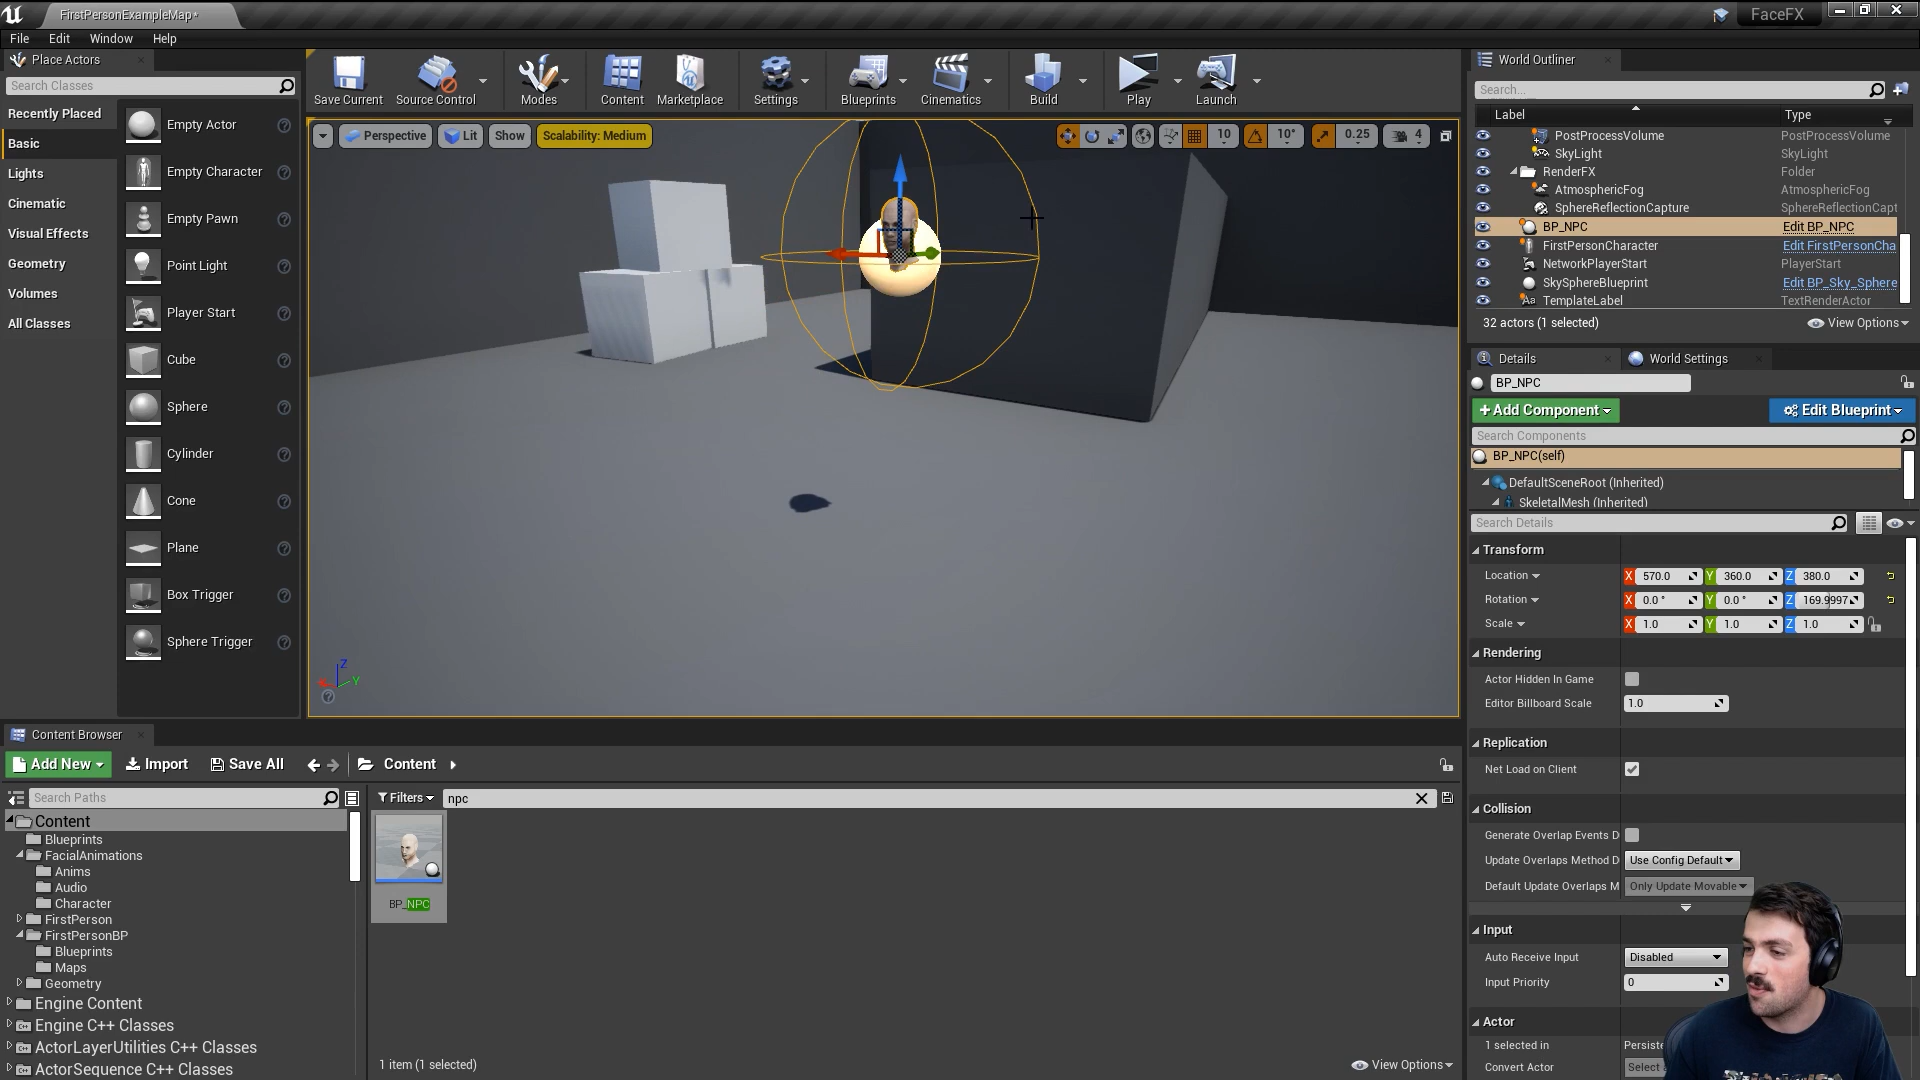 FirstPersonExampleMap*
FaceFX
File Edit Window Help
Place Actors
Search Classes
Recently Placed
Basic
Lights
Cinematic
Visual Effects
Geometry
Volumes
All Classes
Empty Actor
Empty Character
Empty Pawn
Point Light
Player Start
Cube
Sphere
Cylinder
Cone
Plane
Box Trigger
Sphere Trigger
Save Current Source Control Modes Content Marketplace Settings Blueprints Cinematics Build Play Launch
Perspective Lit Show Scalability: Medium 10 10° 0.25 4
Z
Y
World Outliner
Search...
Label Type
PostProcessVolume PostProcessVolume
SkyLight SkyLight
RenderFX Folder
AtmosphericFog AtmosphericFog
SphereReflectionCapture SphereReflectionCapt
BP_NPC Edit BP_NPC
FirstPersonCharacter Edit FirstPersonCha
NetworkPlayerStart PlayerStart
SkySphereBlueprint Edit BP_Sky_Sphere
TemplateLabel TextRenderActor
32 actors (1 selected) View Options
Details World Settings
BP_NPC
+Add Component Edit Blueprint
Search Components
BP_NPC(self)
DefaultSceneRoot (Inherited)
SkeletalMesh (Inherited)
Search Details
Transform
Location X 570.0 Y 360.0 Z 380.0
Rotation X 0.0 ° Y 0.0 ° Z 169.9997
Scale X 1.0 Y 1.0 Z 1.0
Rendering
Actor Hidden In Game
Editor Billboard Scale 1.0
Replication
Net Load on Client
Collision
Generate Overlap Events D
Update Overlaps Method D Use Config Default
Default Update Overlaps M Only Update Movable
Input
Auto Receive Input Disabled
Input Priority 0
Actor
1 selected in Persiste
Convert Actor Select
Content Browser
Add New Import Save All Content
Search Paths
Filters npc
Content
Blueprints
FacialAnimations
Anims
Audio
Character
FirstPerson
FirstPersonBP
Blueprints
Maps
Geometry
Engine Content
Engine C++ Classes
ActorLayerUtilities C++ Classes
ActorSequence C++ Classes
BP_NPC
1 item (1 selected) View Options